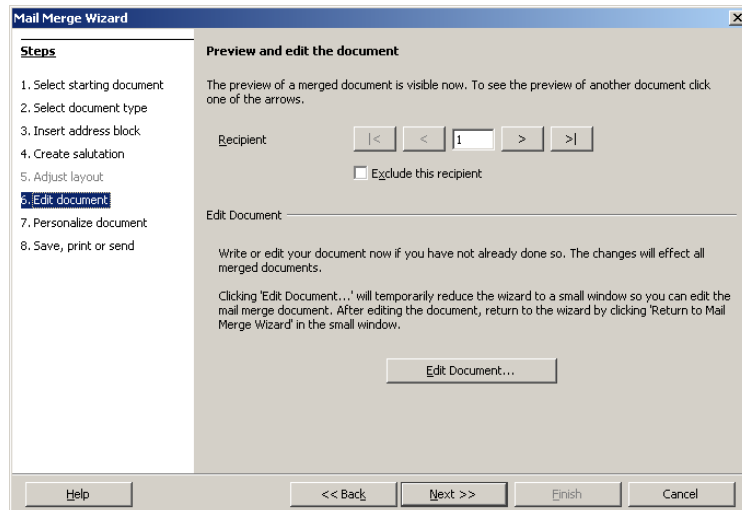 Mail Merge Wizard
Steps
1. Select starting document
2. Select document type
3. Insert address block
4. Create salutation
5. Adjust layout
6. Edit document
7. Personalize document
8. Save, print or send
Preview and edit the document
The preview of a merged document is visible now. To see the preview of another document click
one of the arrows.
Recipient |< < 1 > >|
Exclude this recipient
Edit Document
Write or edit your document now if you have not already done so. The changes will effect all
merged documents.
Clicking 'Edit Document...' will temporarily reduce the wizard to a small window so you can edit the
mail merge document. After editing the document, return to the wizard by clicking 'Return to Mail
Merge Wizard' in the small window.
Edit Document...
Help << Back Next >> Finish Cancel